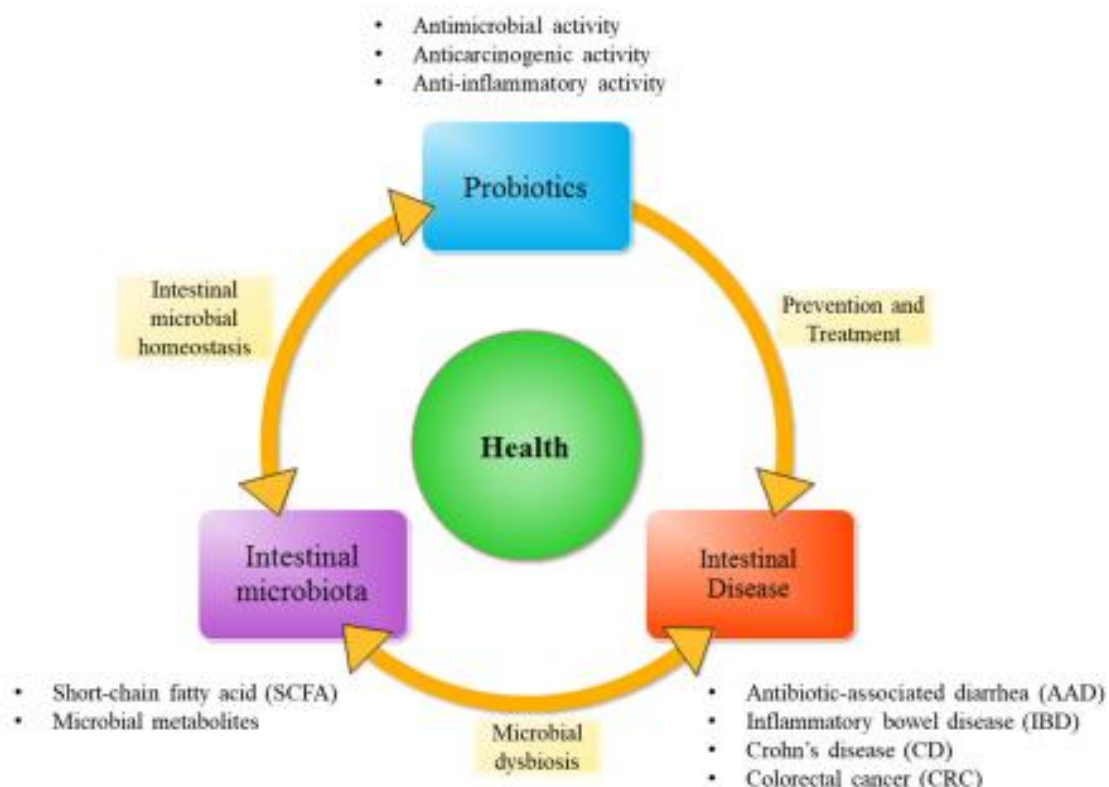 • Antimicrobial activity
• Anticarcinogenic activity
• Anti-inflammatory activity
Probiotics
Intestinal
microbial
homeostasis
Prevention and
Treatment
Health
Intestinal
microbiota
Intestinal
Disease
• Short-chain fatty acid (SCFA)
• Microbial metabolites
Microbial
dysbiosis
• Antibiotic-associated diarrhea (AAD)
• Inflammatory bowel disease (IBD)
• Crohn's disease (CD)
• Colorectal cancer (CRC)